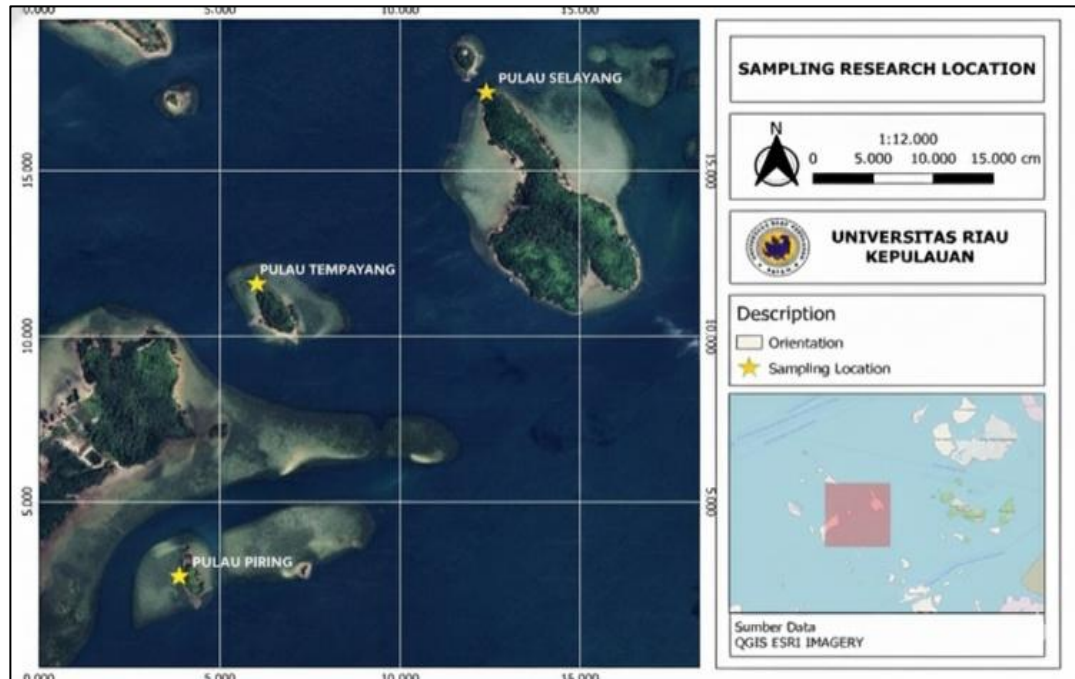 5.000 10.000 15.000
PULAU SELAYANG
15.000
15.000
PULAU TEMPAYANG
10.000
10.000
5.000
5.000
PULAU PIRING
0.000 5.000 10.000 15.000
SAMPLING RESEARCH LOCATION
N
1:12.000
0 5.000 10.000 15.000 cm
UNIVERSITAS RIAU
KEPULAUAN
Description
Orientation
Sampling Location
Sumber Data
QGIS ESRI IMAGERY